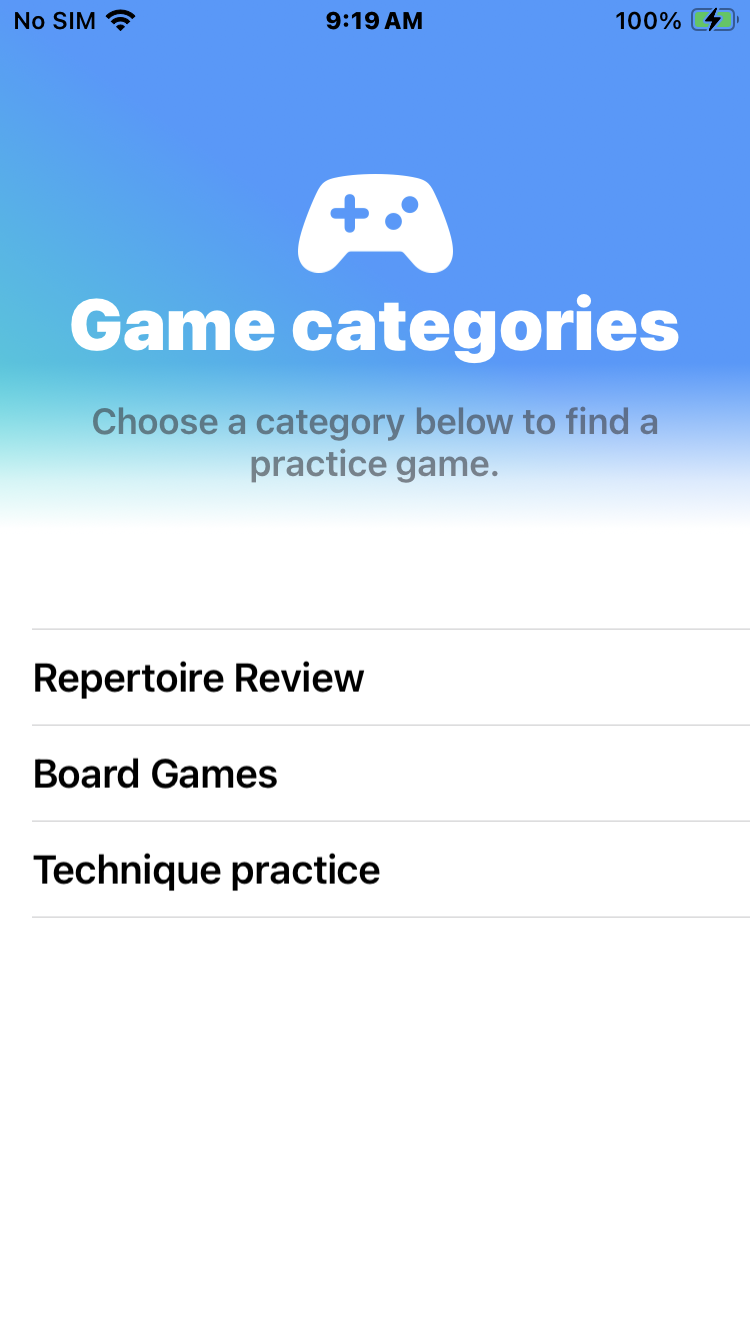 No SIM 9:19 AM 100%
Game categories
Choose a category below to find a
practice game.
Repertoire Review
Board Games
Technique practice